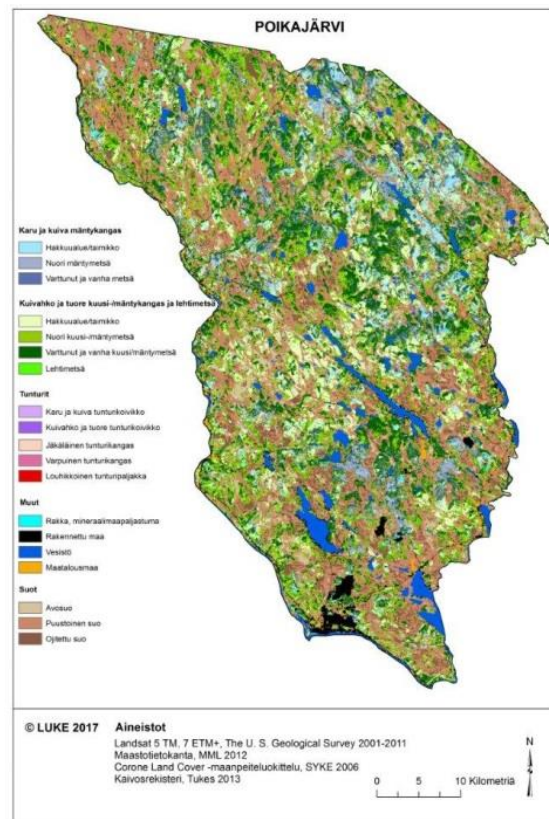 POIKAJÄRVI
Karu ja kuiva mäntykangas
Hakkuualue/taimikko
Nuori mäntymetsä
Varttunut ja vanha metsä
Kuivahko ja tuore kuusi-/mäntykangas ja lehtimetsä
Hakkuualue/taimikko
Nuori kuusi-/mäntymetsä
Varttunut ja vanha kuusi/mäntymetsä
Lehtimetsä
Tunturit
Karu ja kuiva tunturikoivikko
Kuivahko ja tuore tunturikoivikko
Jäkäläinen tunturikangas
Varpuinen tunturikangas
Louhikkoinen tunturipaljakka
Muut
Rakka, mineraalimaapaljastuma
Rakennettu maa
Vesistö
Maatalousmaa
Suot
Avosuo
Puustoinen suo
Ojitettu suo
© LUKE 2017 Aineistot
Landsat 5 TM, 7 ETM+, The U. S. Geological Survey 2001-2011
Maastotietokanta, MML 2012
Corone Land Cover -maanpeiteluokittelu, SYKE 2006
Kaivosrekisteri, Tukes 2013
N
0 5 10 Kilometriä